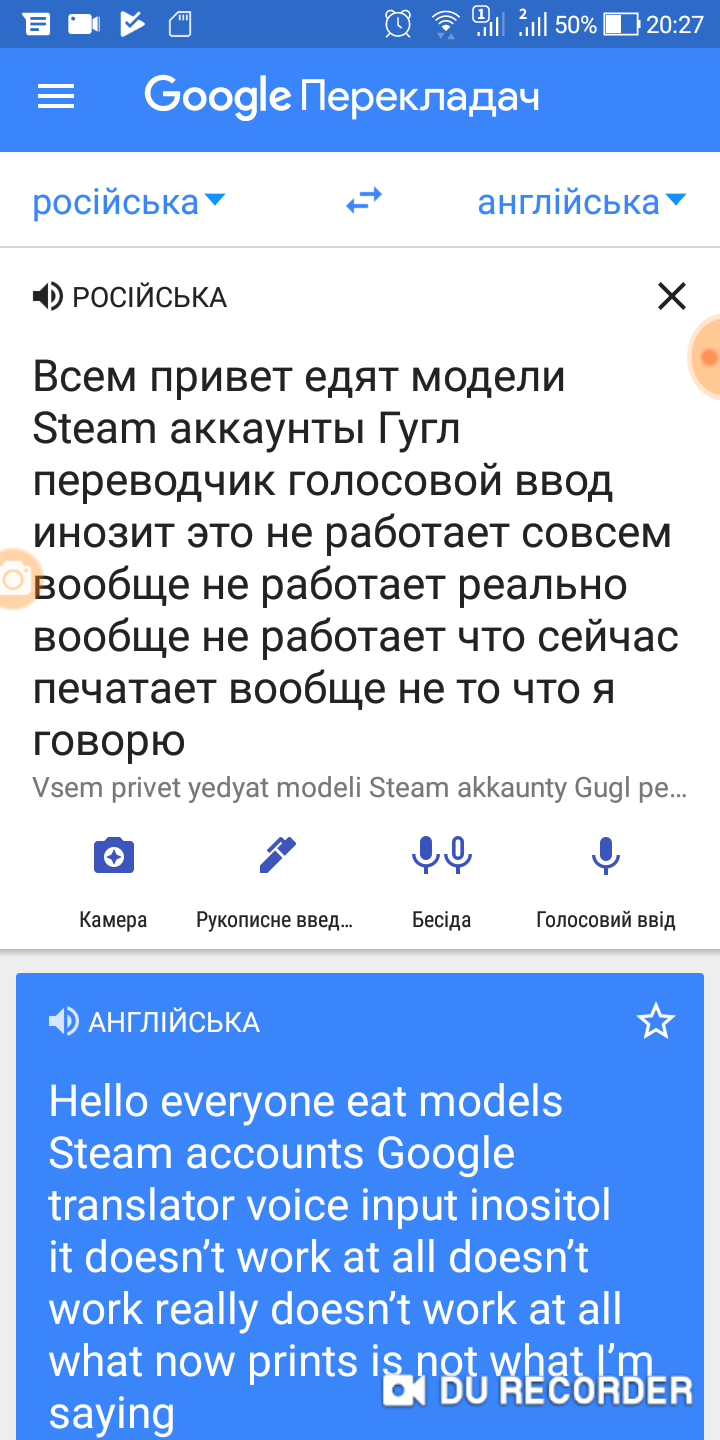 1 2 50% 20:27
Google Перекладач
російська англійська
РОСІЙСЬКА
Всем привет едят модели
Steam аккаунты Гугл
переводчик голосовой ввод
инозит это не работает совсем
вообще не работает реально
вообще не работает что сейчас
печатает вообще не то что я
говорю
Vsem privet yedyat modeli Steam akkaunty Gugl pe...
Камера Рукописне введ... Бесіда Голосовий ввід
АНГЛІЙСЬКА
Hello everyone eat models
Steam accounts Google
translator voice input inositol
it doesn’t work at all doesn’t
work really doesn’t work at all
what now prints is not what I’m
saying
DU RECORDER